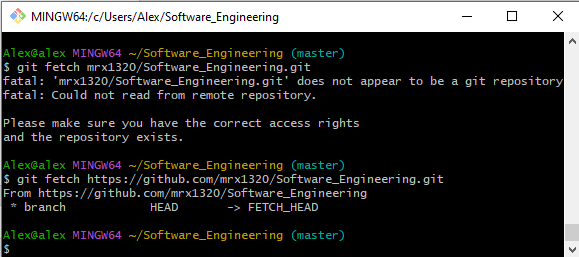 MINGW64:/c/Users/Alex/Software_Engineering
Alex@alex MINGW64 ~/Software_Engineering (master)
$ git fetch mrx1320/Software_Engineering.git
fatal: 'mrx1320/Software_Engineering.git' does not appear to be a git repository
fatal: Could not read from remote repository.
Please make sure you have the correct access rights
and the repository exists.
Alex@alex MINGW64 ~/Software_Engineering (master)
$ git fetch https://github.com/mrx1320/Software_Engineering.git
From https://github.com/mrx1320/Software_Engineering
 * branch            HEAD       -> FETCH_HEAD
Alex@alex MINGW64 ~/Software_Engineering (master)
$